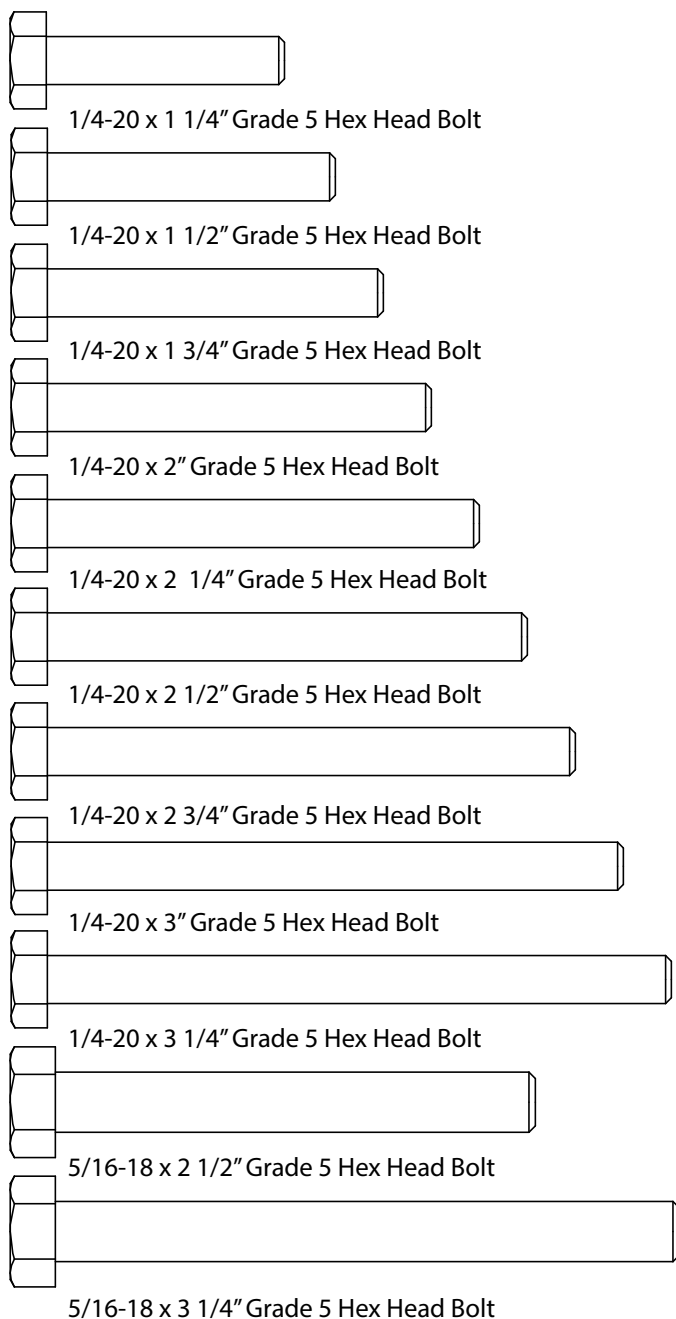 1/4-20 x 1 1/4” Grade 5 Hex Head Bolt
1/4-20 x 1 1/2” Grade 5 Hex Head Bolt
1/4-20 x 1 3/4” Grade 5 Hex Head Bolt
1/4-20 x 2” Grade 5 Hex Head Bolt
1/4-20 x 2  1/4” Grade 5 Hex Head Bolt
1/4-20 x 2 1/2” Grade 5 Hex Head Bolt
1/4-20 x 2 3/4” Grade 5 Hex Head Bolt
1/4-20 x 3” Grade 5 Hex Head Bolt
1/4-20 x 3 1/4” Grade 5 Hex Head Bolt
5/16-18 x 2 1/2” Grade 5 Hex Head Bolt
5/16-18 x 3 1/4” Grade 5 Hex Head Bolt